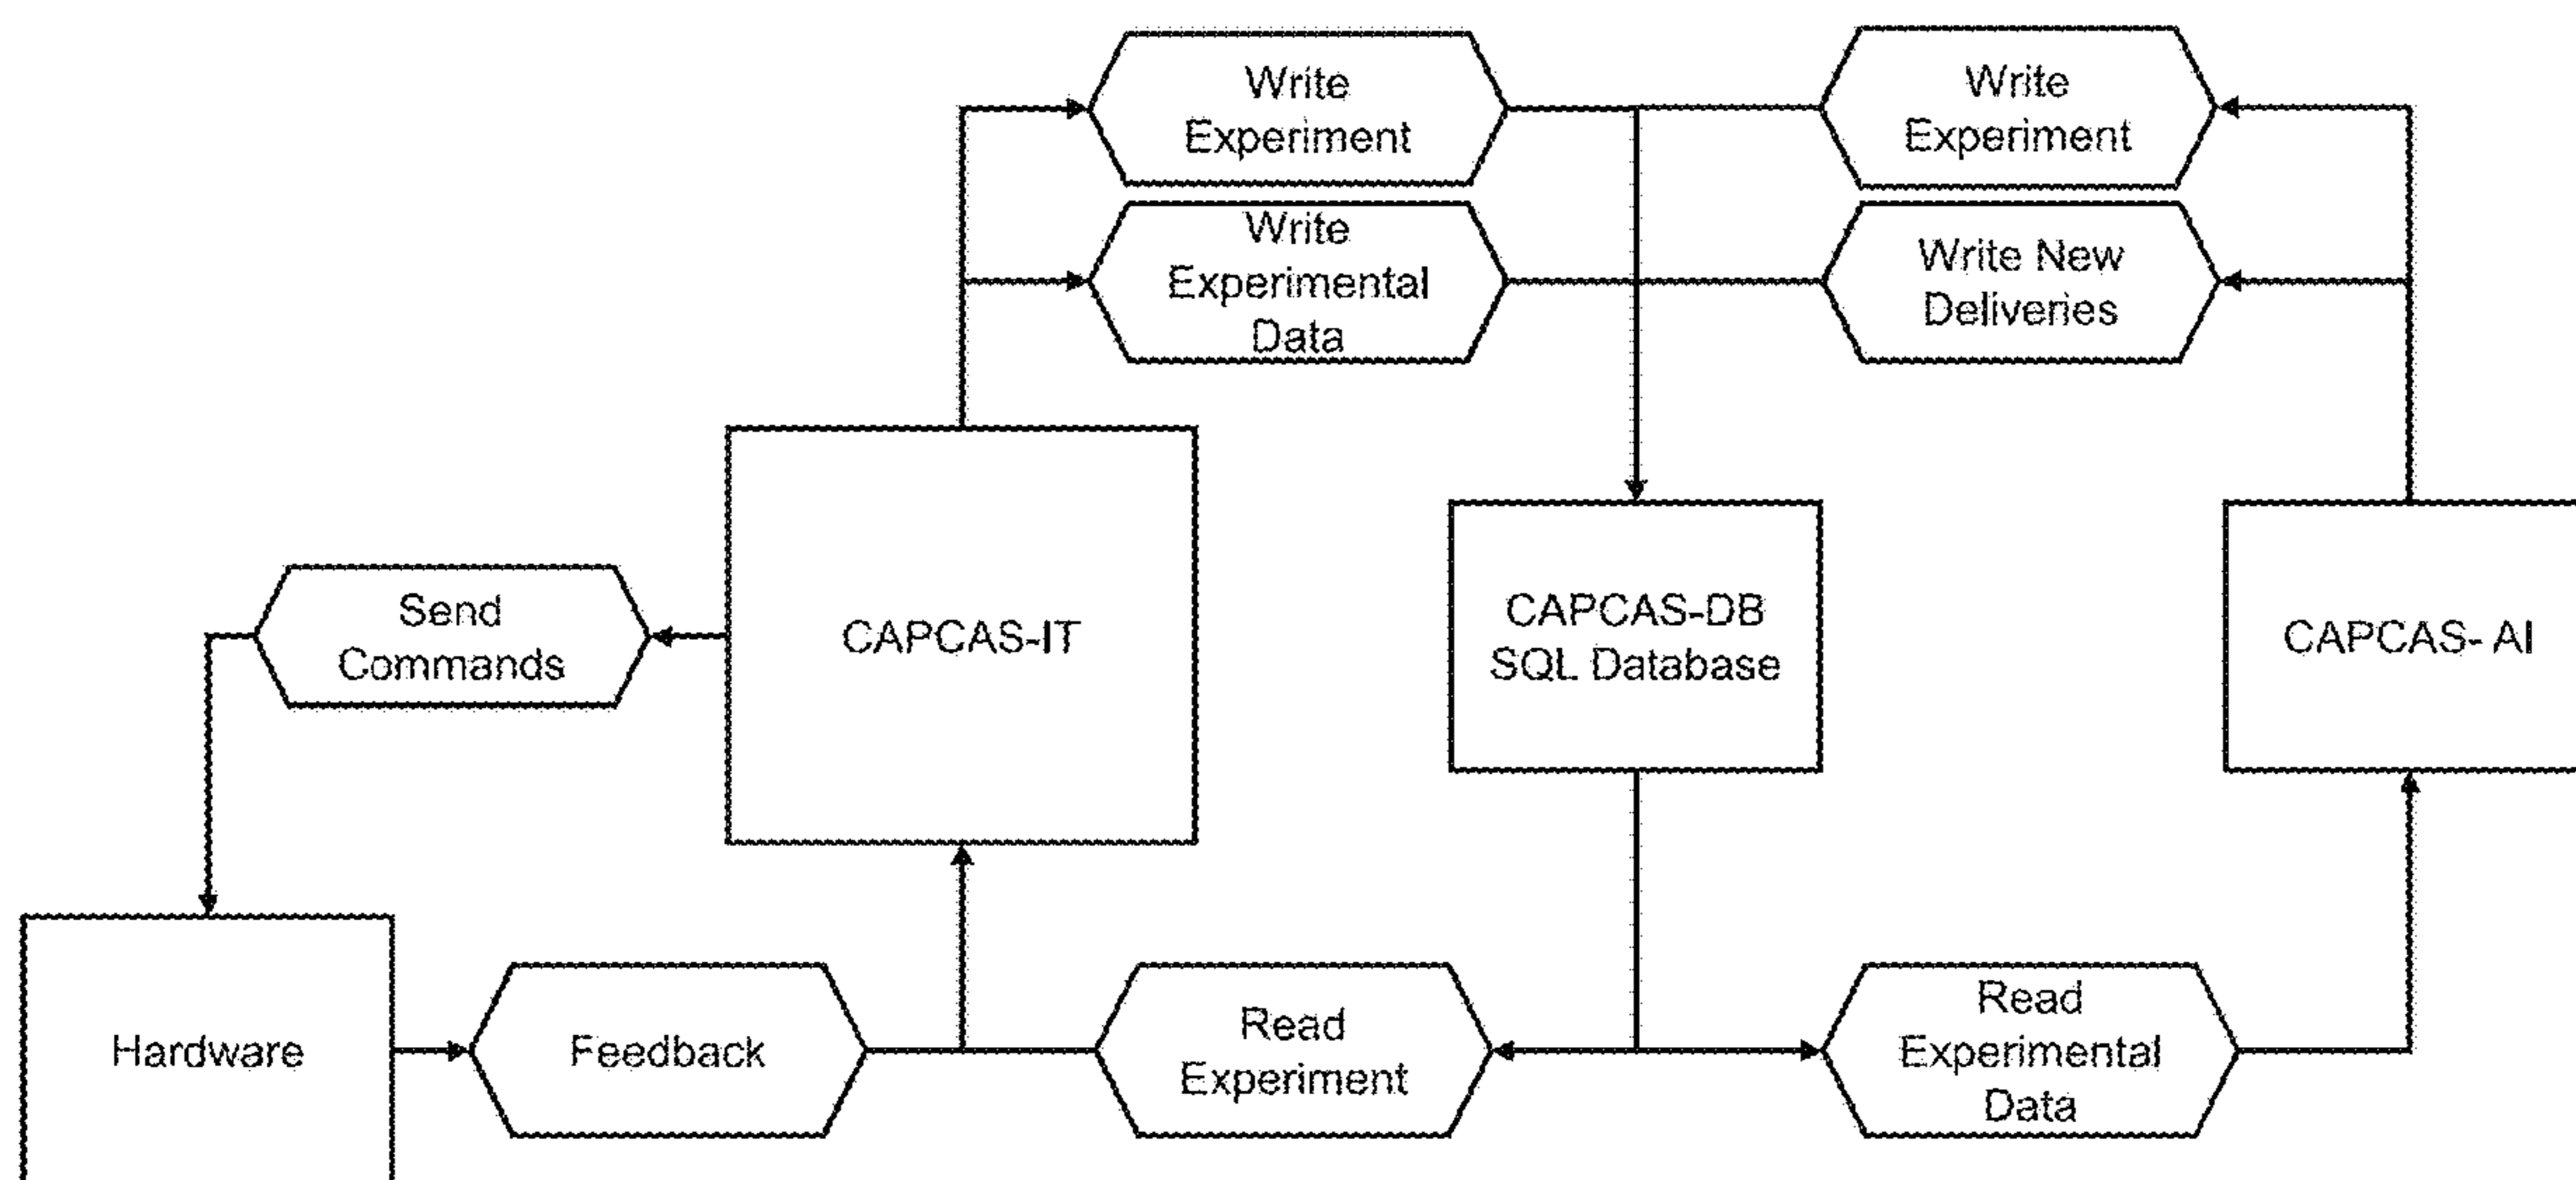 Write
Experiment
Write
Experiment
Write
Experimental
Data
Write New
Deliveries
Send
Commands
CAPCAS-IT
CAPCAS-DB
SQL Database
CAPCAS- AI
Hardware
Feedback
Read
Experiment
Read
Experimental
Data